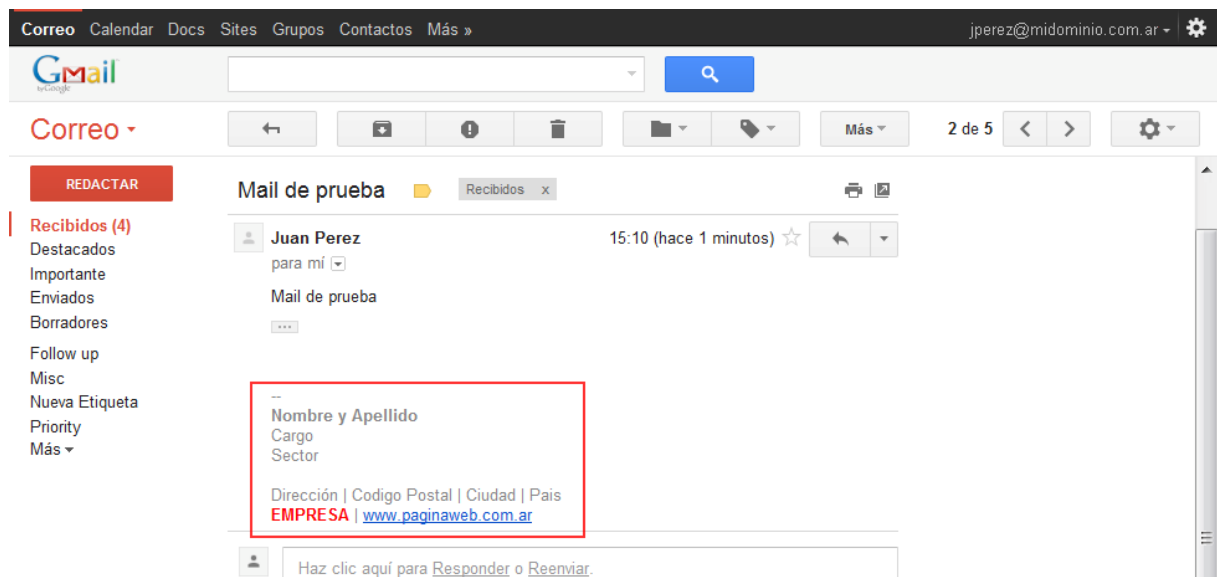 Correo Calendar Docs Sites Grupos Contactos Más » jperez@midominio.com.ar
Gmail
by Google
Correo Más 2 de 5
REDACTAR
Mail de prueba Recibidos x
Recibidos (4)
Destacados
Importante
Enviados
Borradores
Follow up
Misc
Nueva Etiqueta
Priority
Más
Juan Perez 15:10 (hace 1 minutos)
para mí
Mail de prueba
...
--
Nombre y Apellido
Cargo
Sector
Dirección | Codigo Postal | Ciudad | Pais
EMPRESA | www.paginaweb.com.ar
Haz clic aquí para Responder o Reenviar.